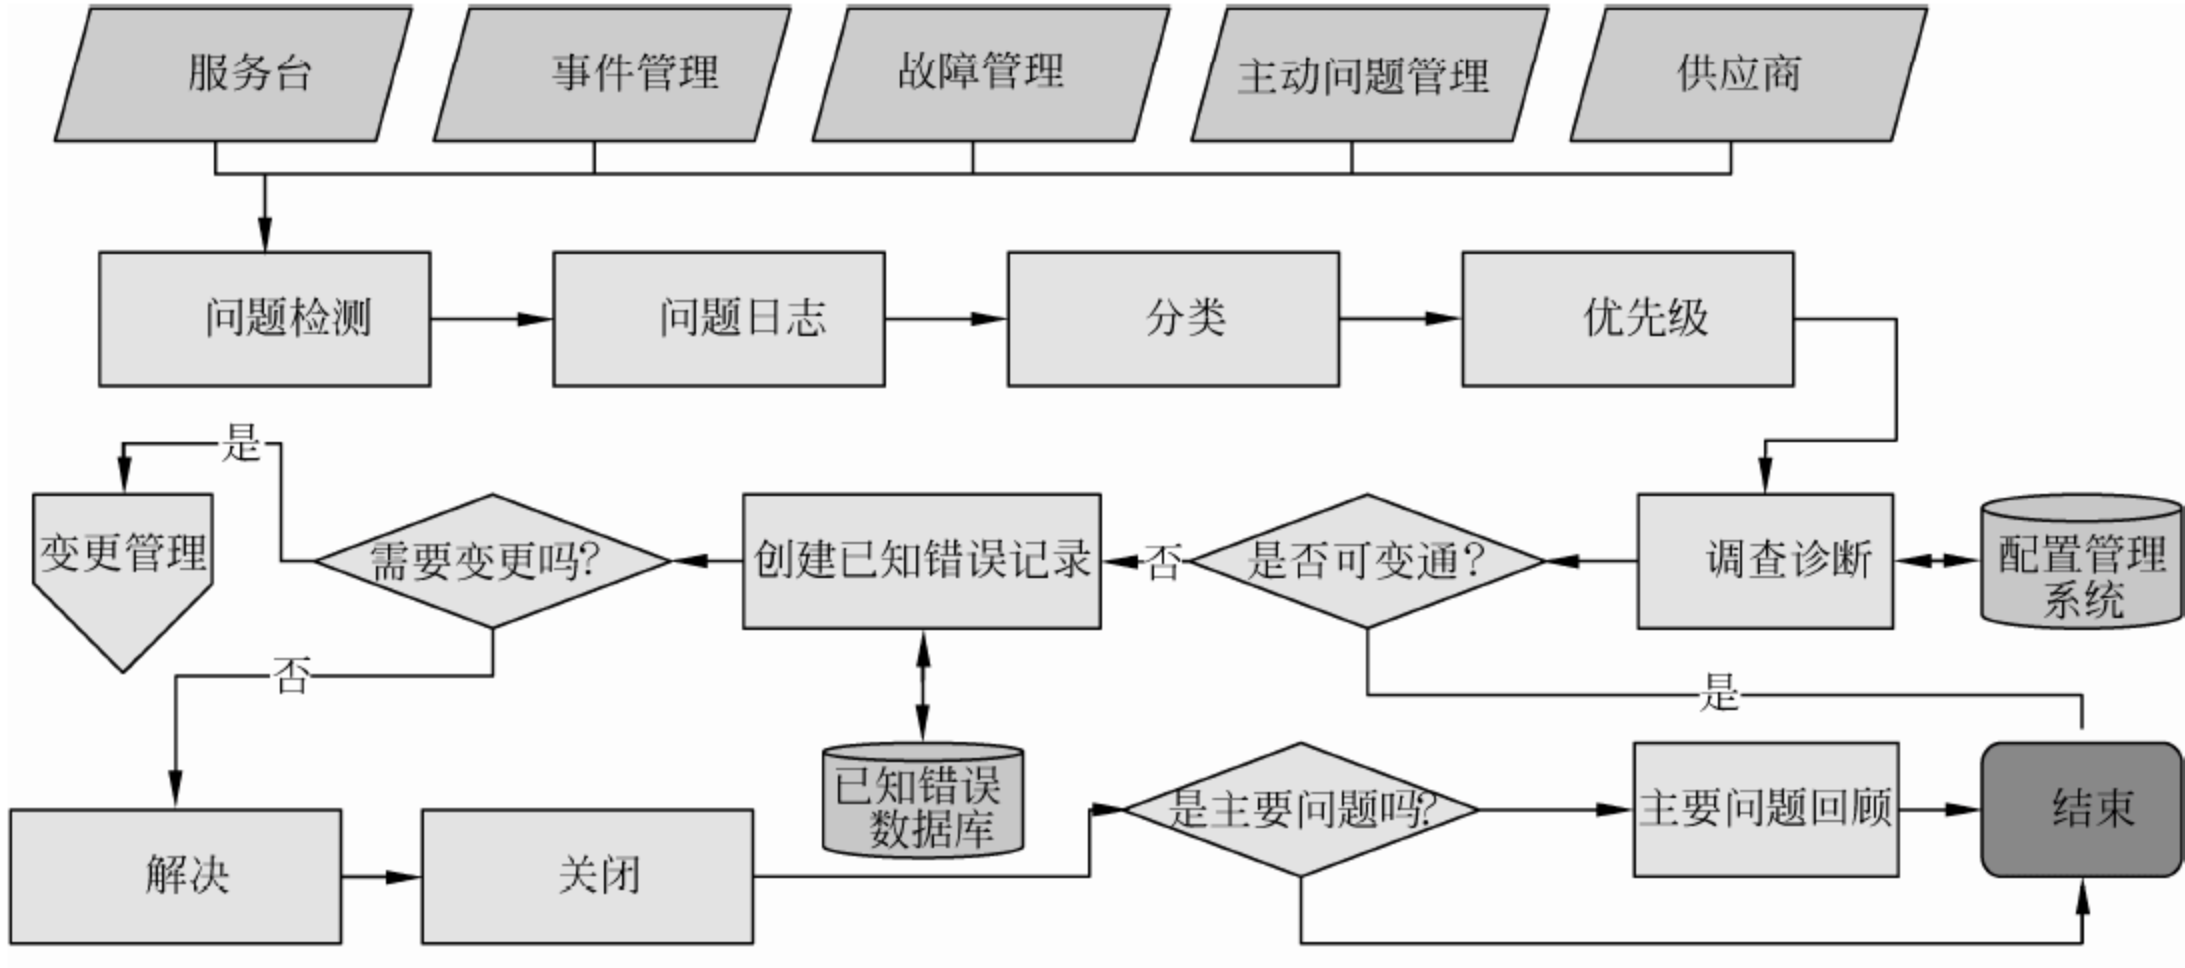 服务台
事件管理
故障管理
主动问题管理
供应商
问题检测
问题日志
分类
优先级
是
变更管理
需要变更吗?
创建已知错误记录
否
是否可变通?
调查诊断
配置管理
系统
否
是
已知错误
数据库
是主要问题吗?
主要问题回顾
结束
解决
关闭